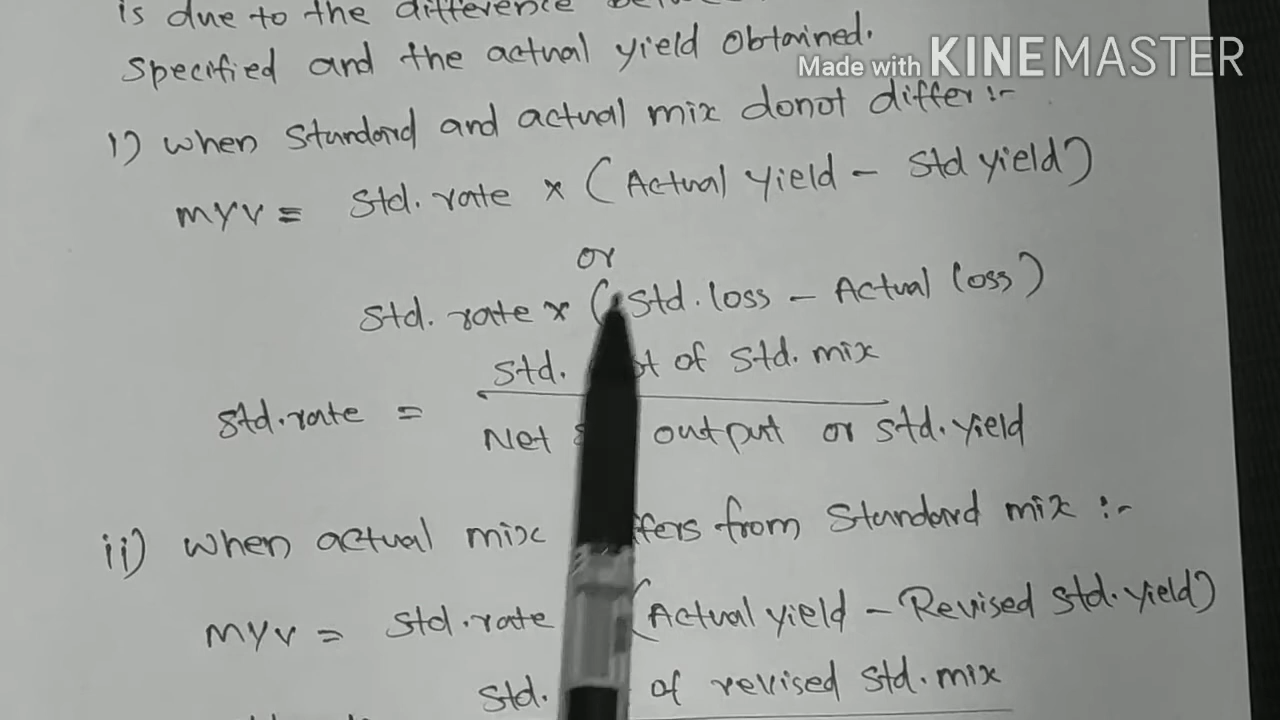 is due to the difference
Specified and the actual yield obtained.
Made with KINEMASTER
i) when Standard and actual mix donot differ :-
MYV = Std. rate × (Actual yield - Std yield)
or
Std. rate × (Std. loss - Actual loss)
Std. of Std. mix
Std. rate =
Net output or Std. yield
ii) when actual mix from Standard mix :-
MYV = Std. rate (Actual yield - Revised Std. yield)
Std. of revised Std. mix